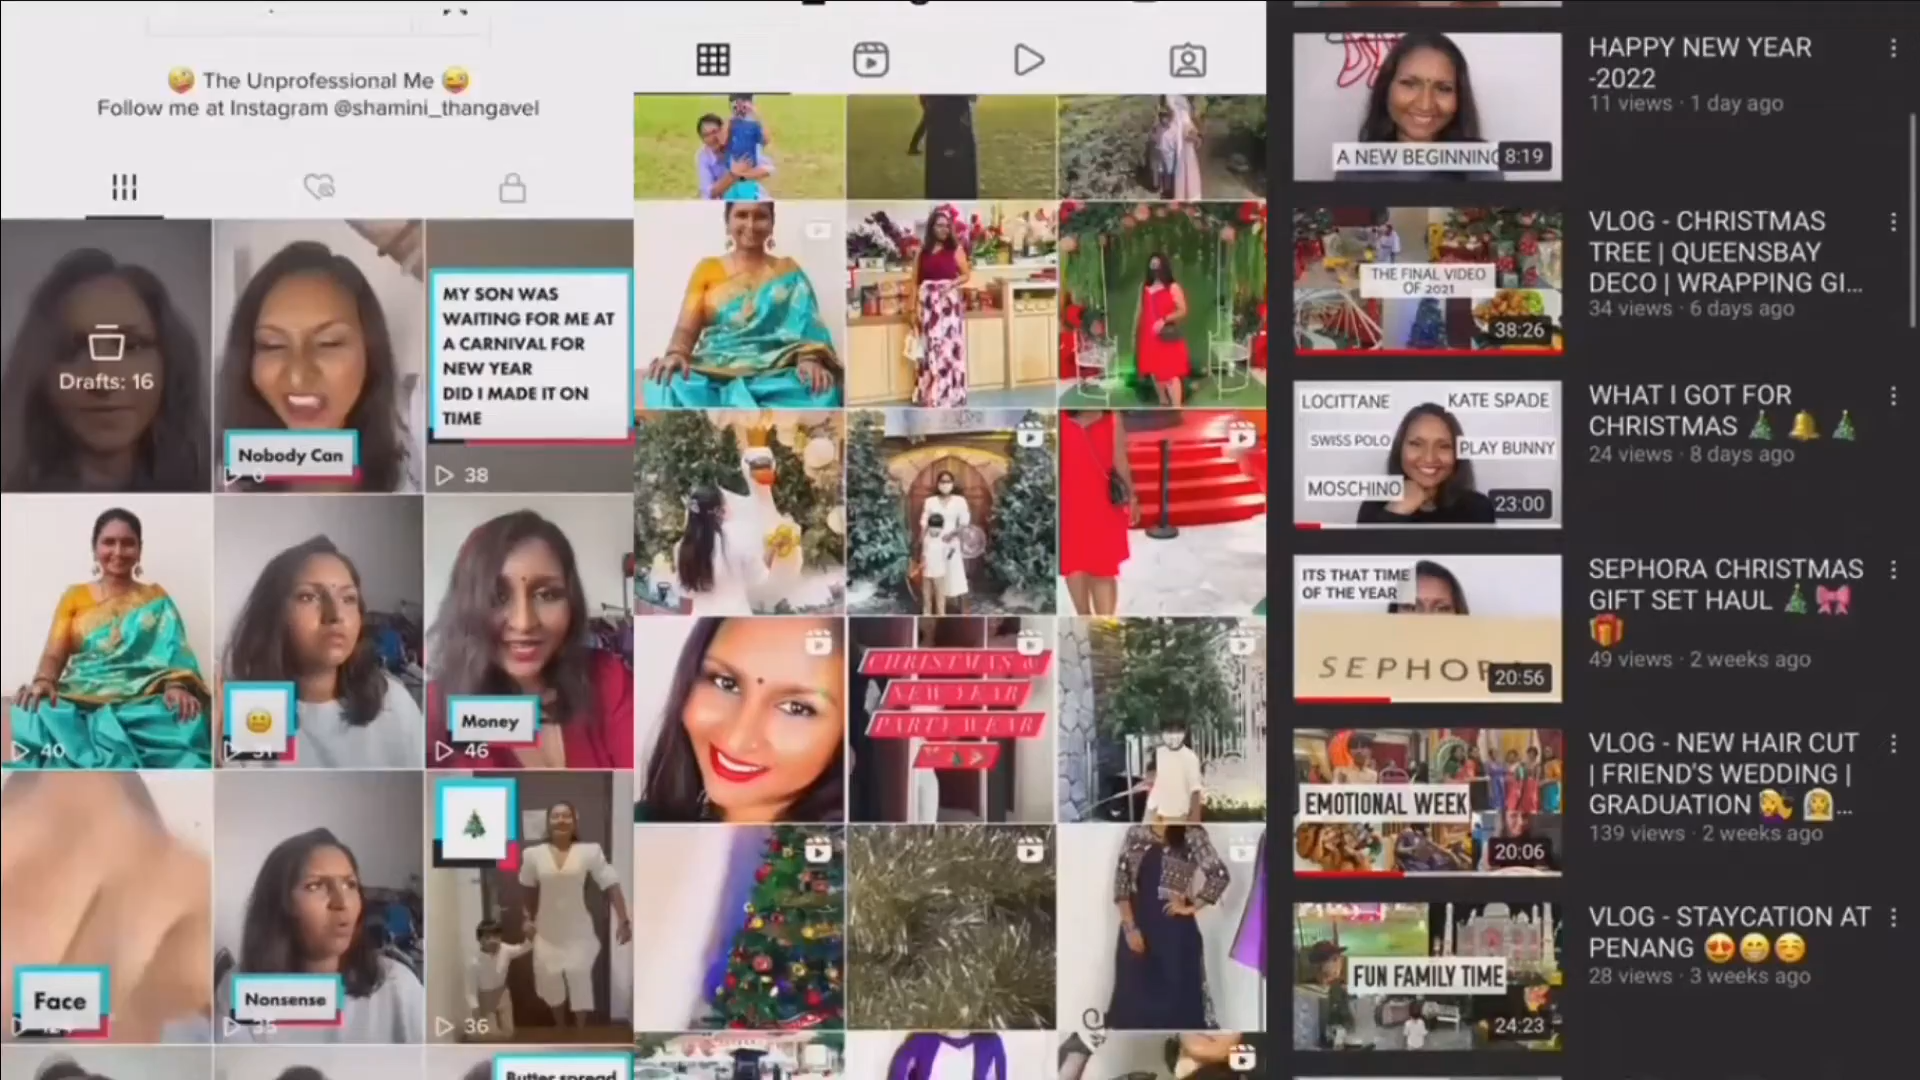 The Unprofessional Me
Follow me at Instagram @shamini_thangavel
Drafts: 16
Nobody Can
0
MY SON WAS
WAITING FOR ME AT
A CARNIVAL FOR
NEW YEAR
DID I MADE IT ON
TIME
38
40
Money
46
Face
Nonsense
35
36
Butter spread
CHRISTMAS &
NEW YEAR
PARTY WEAR
A NEW BEGINNING
8:19
HAPPY NEW YEAR
-2022
11 views · 1 day ago
THE FINAL VIDEO
OF 2021
38:26
VLOG - CHRISTMAS
TREE | QUEENSBAY
DECO | WRAPPING GI...
34 views · 6 days ago
LOCITTANE
KATE SPADE
SWISS POLO
PLAY BUNNY
MOSCHINO
23:00
WHAT I GOT FOR
CHRISTMAS
24 views · 8 days ago
ITS THAT TIME
OF THE YEAR
SEPHOR
20:56
SEPHORA CHRISTMAS
GIFT SET HAUL
49 views · 2 weeks ago
EMOTIONAL WEEK
20:06
VLOG - NEW HAIR CUT
| FRIEND'S WEDDING |
GRADUATION ...
139 views · 2 weeks ago
FUN FAMILY TIME
24:23
VLOG - STAYCATION AT
PENANG
28 views · 3 weeks ago